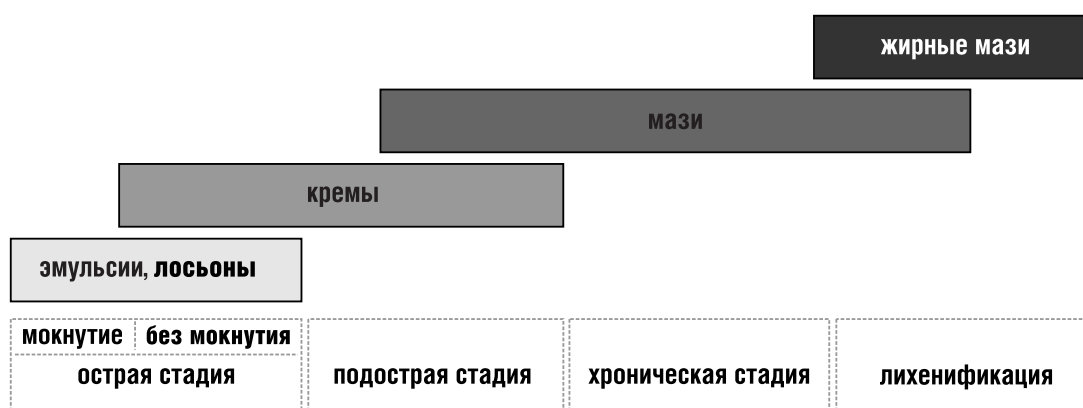 жирные мази
мази
кремы
эмульсии, лосьоны
мокнутие без мокнутия
острая стадия подострая стадия хроническая стадия лихенификация